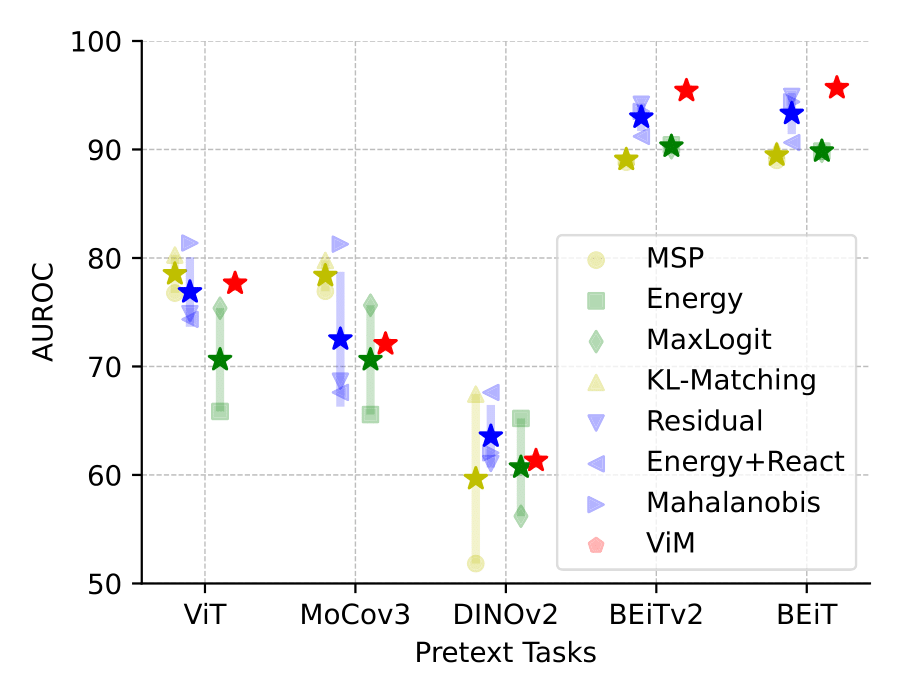 100
90
80
70
60
50
AUROC
MSP
Energy
MaxLogit
KL-Matching
Residual
Energy+React
Mahalanobis
ViM
ViT
MoCov3
DINOv2
BEiTv2
BEiT
Pretext Tasks